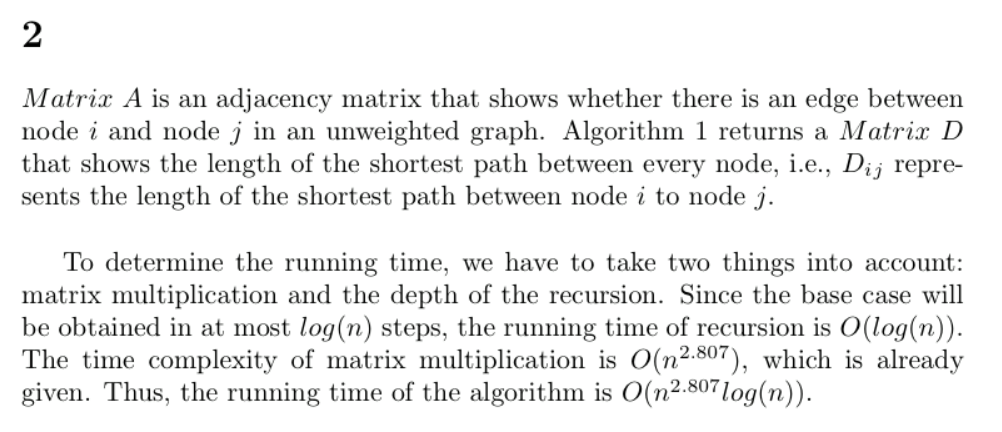 2
Matrix A is an adjacency matrix that shows whether there is an edge between
node i and node j in an unweighted graph. Algorithm 1 returns a Matrix D
that shows the length of the shortest path between every node, i.e., D_{ij} repre-
sents the length of the shortest path between node i to node j.
To determine the running time, we have to take two things into account:
matrix multiplication and the depth of the recursion. Since the base case will
be obtained in at most log(n) steps, the running time of recursion is O(log(n)).
The time complexity of matrix multiplication is O(n^{2.807}), which is already
given. Thus, the running time of the algorithm is O(n^{2.807}log(n)).